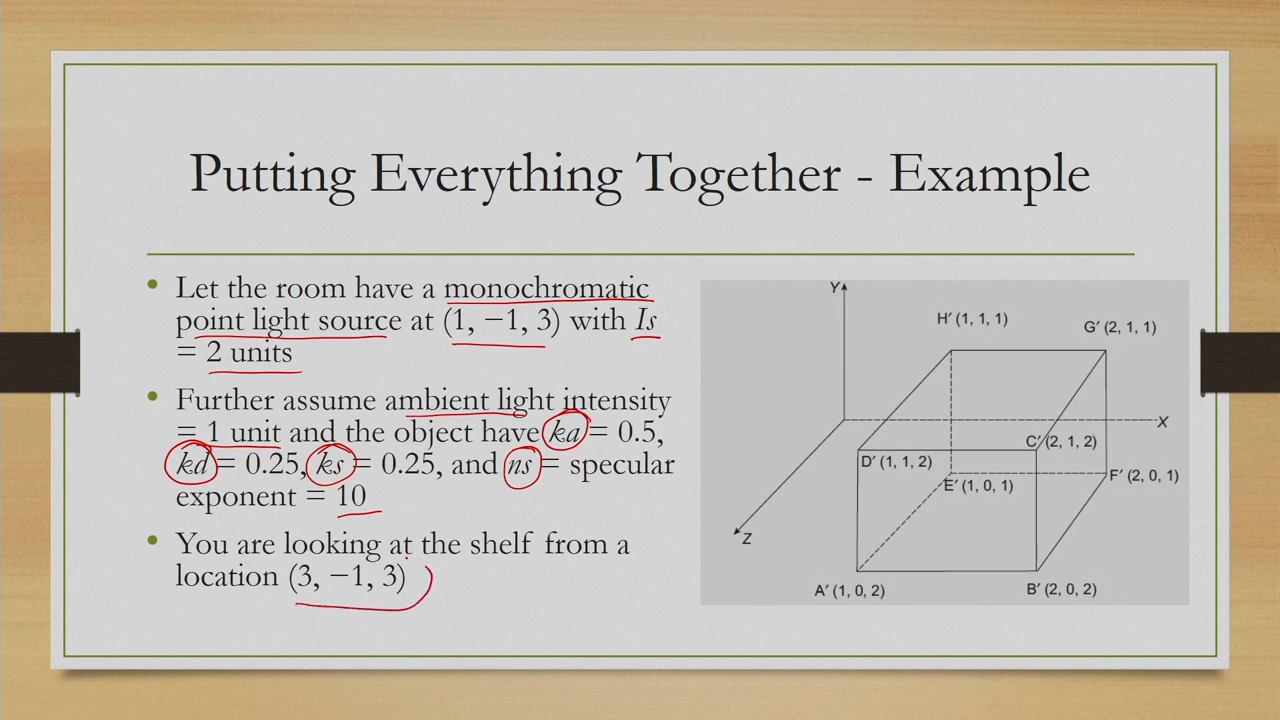 Putting Everything Together - Example
• Let the room have a monochromatic
point light source at (1, −1, 3) with Is
= 2 units
• Further assume ambient light intensity
= 1 unit and the object have ka = 0.5,
kd = 0.25, ks = 0.25, and ns = specular
exponent = 10
• You are looking at the shelf from a
location (3, −1, 3)
Y
H′ (1, 1, 1)
G′ (2, 1, 1)
X
C′ (2, 1, 2)
D′ (1, 1, 2)
F′ (2, 0, 1)
E′ (1, 0, 1)
Z
A′ (1, 0, 2)
B′ (2, 0, 2)